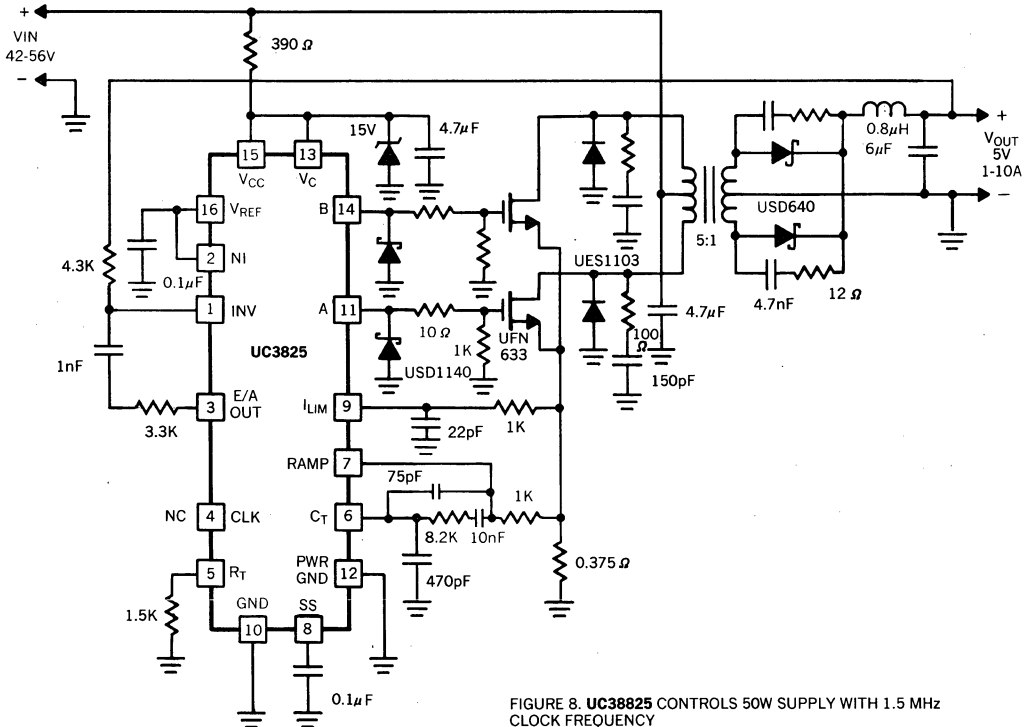 +
VIN
42-56V
−
390 Ω
15V
4.7μF
15
VCC
13
VC
16
VREF
B
14
2
NI
0.1μF
4.3K
1
INV
A
11
10 Ω
1K
UFN
633
UC3825
USD1140
1nF
3
E/A
OUT
3.3K
ILIM
9
22pF
1K
RAMP
7
75pF
1K
NC
4
CLK
CT
6
8.2K
10nF
470pF
0.375 Ω
5
RT
PWR
GND
12
1.5K
GND
10
SS
8
0.1μF
UES1103
100
Ω
150pF
4.7μF
5:1
USD640
4.7nF
12 Ω
0.8μH
6μF
+
VOUT
5V
1-10A
−
FIGURE 8. UC38825 CONTROLS 50W SUPPLY WITH 1.5 MHz
CLOCK FREQUENCY